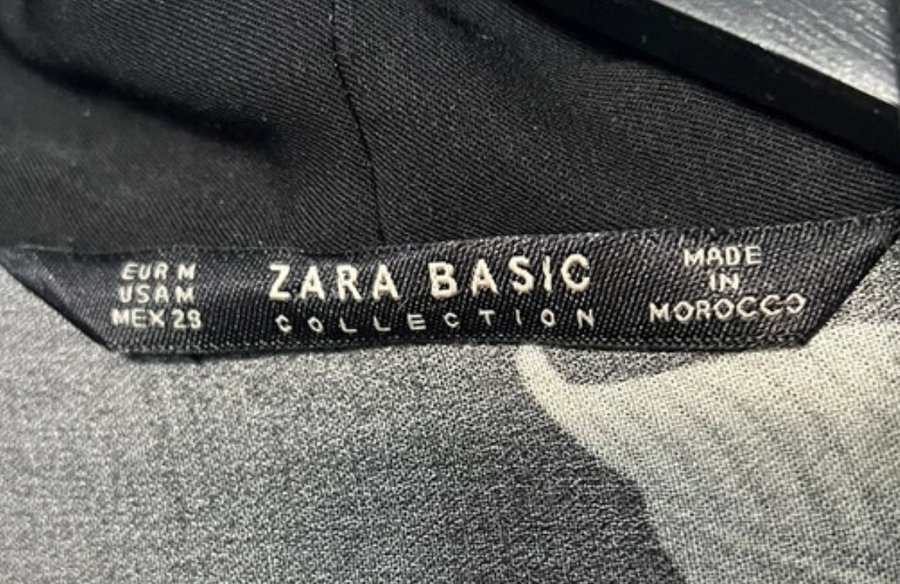 EUR M
USA M
MEX 28
ZARA BASIC
COLLECTION
MADE
IN
MOROCCO